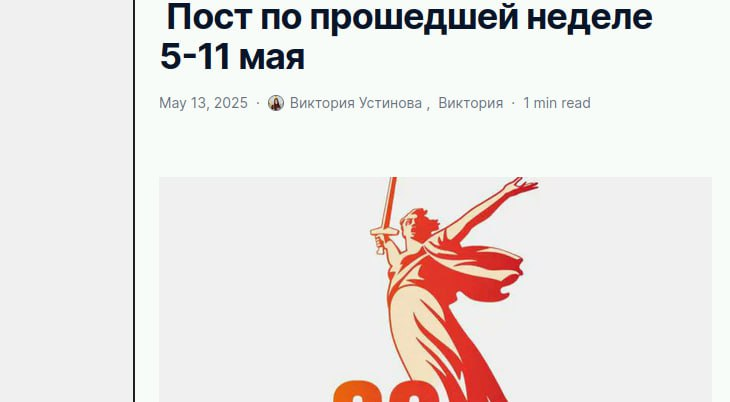 Пост по прошедшей неделе
5-11 мая
May 13, 2025 · Виктория Устинова , Виктория · 1 min read